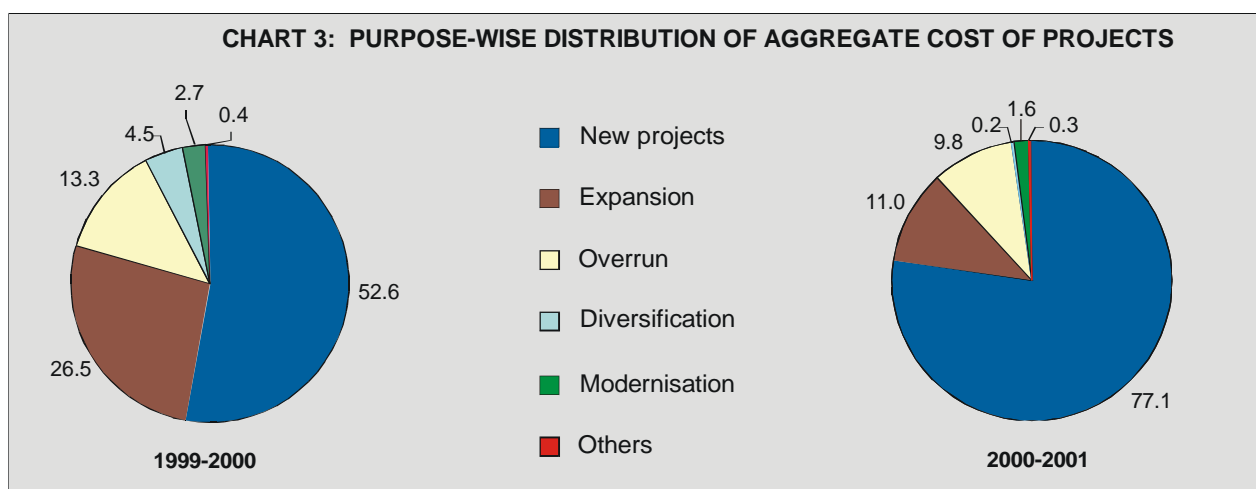 CHART 3: PURPOSE-WISE DISTRIBUTION OF AGGREGATE COST OF PROJECTS
2.7
0.4
4.5
13.3
52.6
26.5
1999-2000
New projects
Expansion
Overrun
Diversification
Modernisation
Others
1.6
0.2
0.3
9.8
11.0
77.1
2000-2001